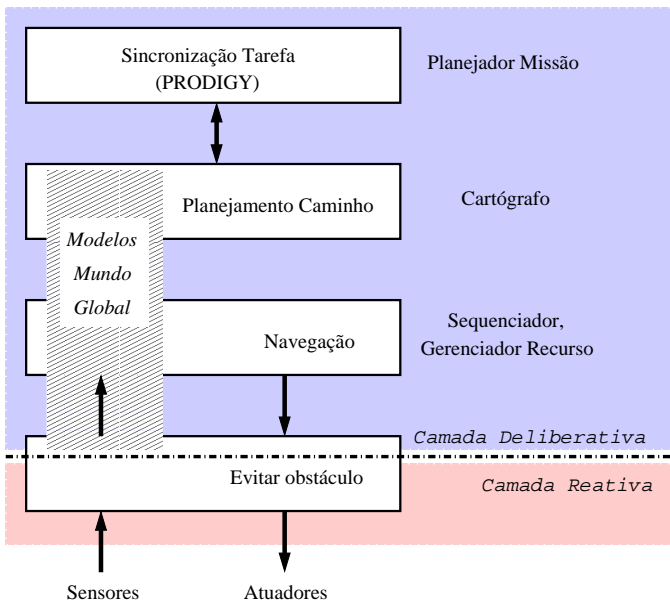 Sincronização Tarefa
(PRODIGY)
Planejador Missão
Planejamento Caminho
Cartógrafo
Modelos
Mundo
Global
Navegação
Sequenciador,
Gerenciador Recurso
Camada Deliberativa
Evitar obstáculo
Camada Reativa
Sensores
Atuadores